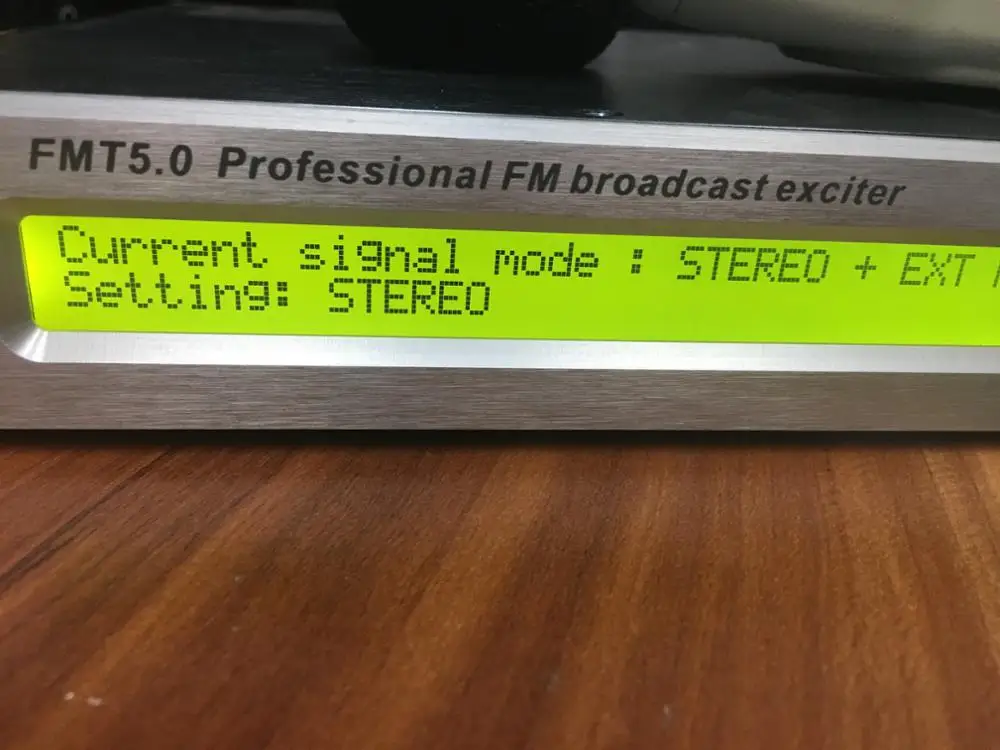 FMT5.0 Professional FM broadcast exciter
Current signal mode : STEREO + EXT
Setting: STEREO